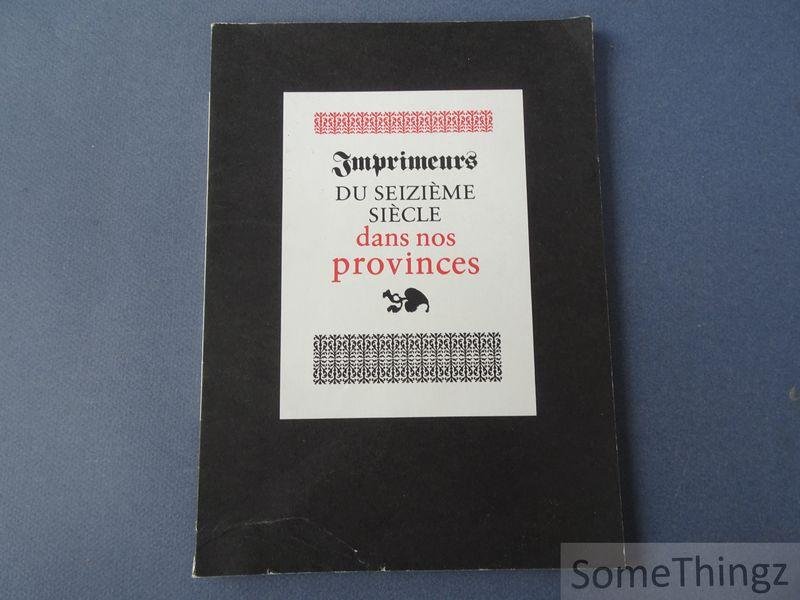 Imprimeurs
DU SEIZIÈME
SIÈCLE
dans nos
provinces
SomeThingz